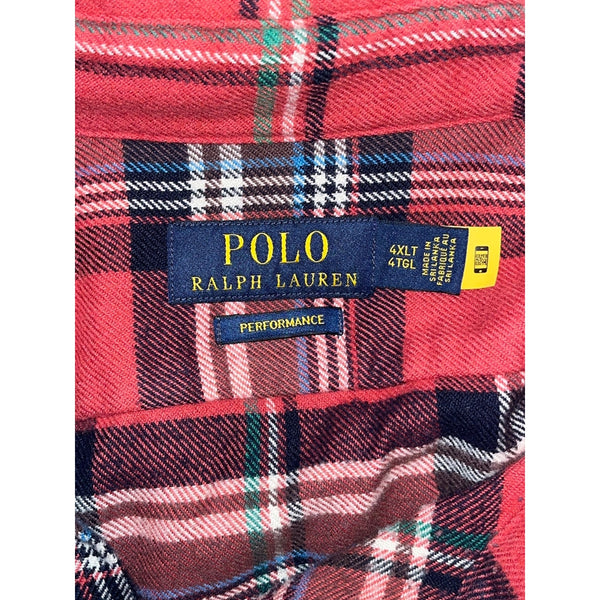 POLO
RALPH LAUREN
4XLT
4TGL
MADE IN
SRI LANKA
FABRIQUÉ AU
SRI LANKA
PERFORMANCE